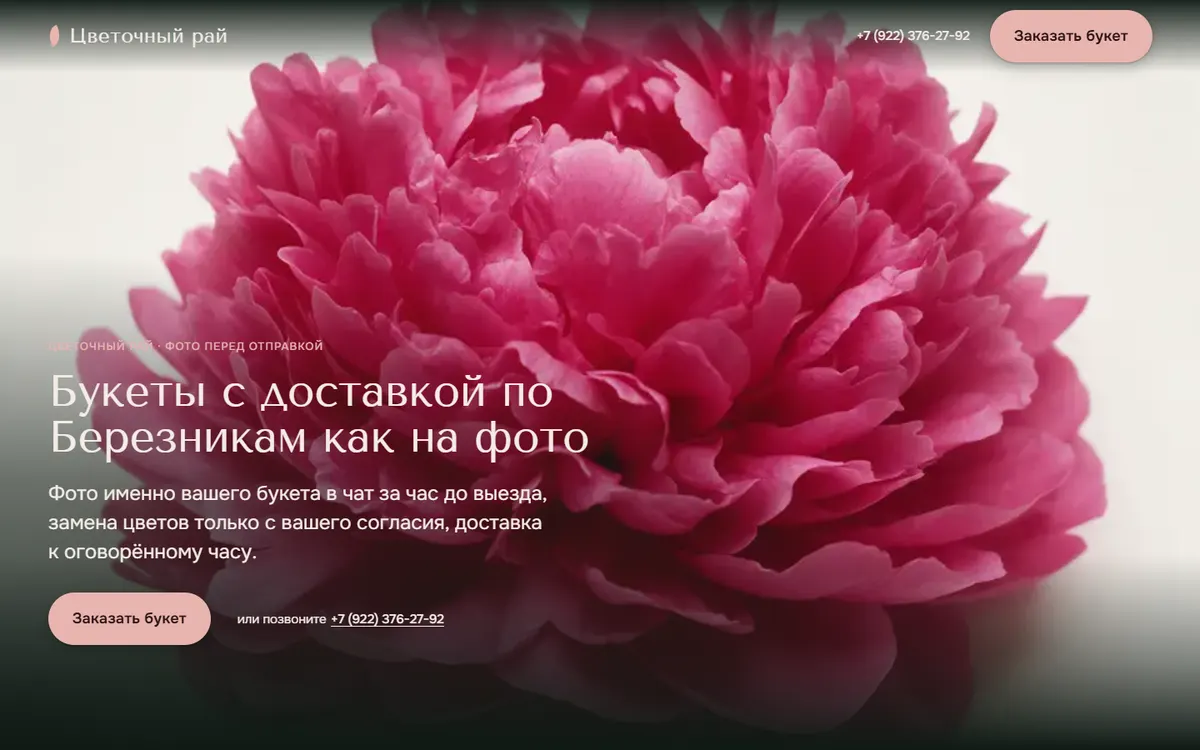 Цветочный рай
+7 (922) 376-27-92
Заказать букет
ЦВЕТОЧНЫЙ РАЙ · ФОТО ПЕРЕД ОТПРАВКОЙ
Букеты с доставкой по
Березникам как на фото
Фото именно вашего букета в чат за час до выезда,
замена цветов только с вашего согласия, доставка
к оговорённому часу.
Заказать букет
или позвоните +7 (922) 376-27-92